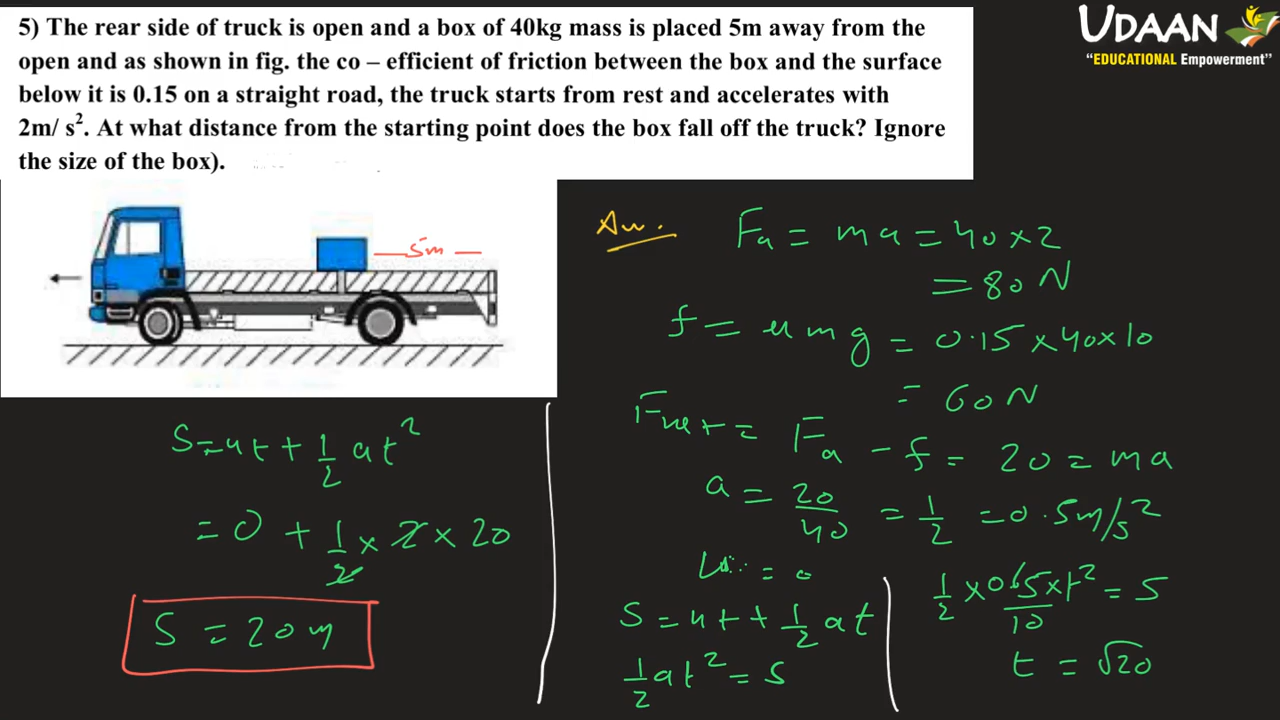 5) The rear side of truck is open and a box of 40kg mass is placed 5m away from the
open and as shown in fig. the co – efficient of friction between the box and the surface
below it is 0.15 on a straight road, the truck starts from rest and accelerates with
2m/ s². At what distance from the starting point does the box fall off the truck? Ignore
the size of the box).
UDAAN
"EDUCATIONAL Empowerment"
5m
Ans.
Fa = ma = 40 × 2
= 80 N
f = u m g = 0.15 × 40 × 10
= 60 N
Fnet = Fa - f = 20 = ma
a = 20/40 = 1/2 = 0.5 m/s²
= 0
S = ut + 1/2 at
1/2 at² = 5
1/2 × 0.5/10 × t² = 5
t = √20
S = ut + 1/2 at²
= 0 + 1/2 × 2 × 20
S = 20 m